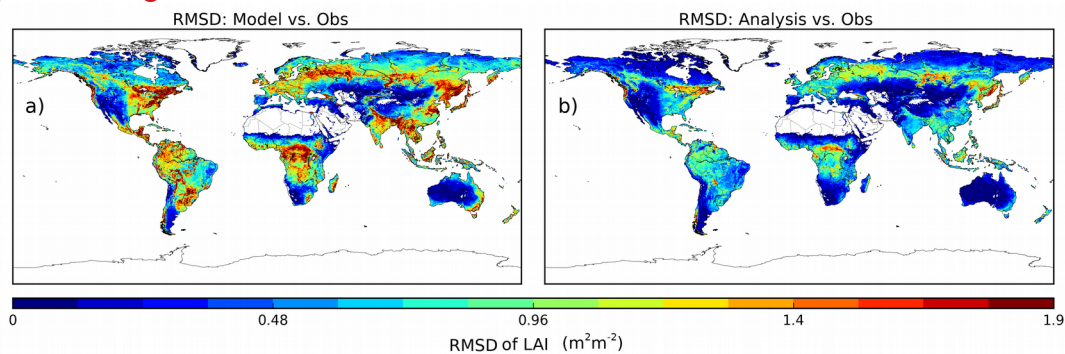 RMSD: Model vs. Obs
RMSD: Analysis vs. Obs
a)
b)
0 0.48 0.96 1.4 1.9
RMSD of LAI (m²m⁻²)